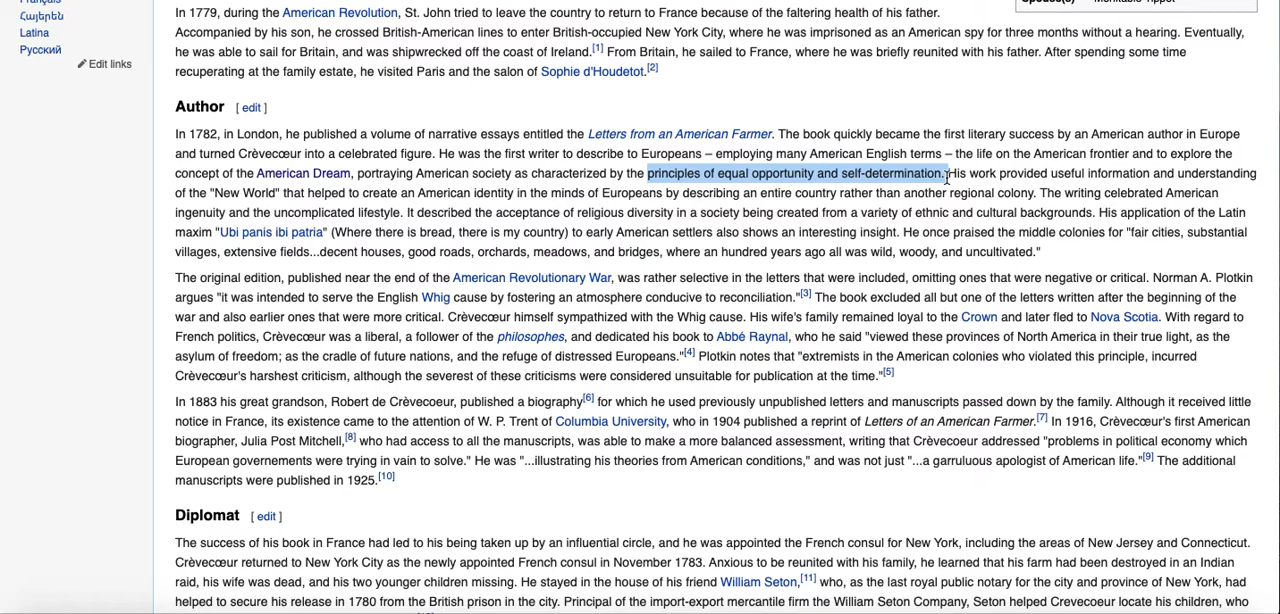 Français
Հայերեն
Latina
Русский
Edit links
In 1779, during the American Revolution, St. John tried to leave the country to return to France because of the faltering health of his father.
Accompanied by his son, he crossed British-American lines to enter British-occupied New York City, where he was imprisoned as an American spy for three months without a hearing. Eventually,
he was able to sail for Britain, and was shipwrecked off the coast of Ireland.[1] From Britain, he sailed to France, where he was briefly reunited with his father. After spending some time
recuperating at the family estate, he visited Paris and the salon of Sophie d'Houdetot.[2]
Author [ edit ]
In 1782, in London, he published a volume of narrative essays entitled the Letters from an American Farmer. The book quickly became the first literary success by an American author in Europe
and turned Crèvecœur into a celebrated figure. He was the first writer to describe to Europeans – employing many American English terms – the life on the American frontier and to explore the
concept of the American Dream, portraying American society as characterized by the principles of equal opportunity and self-determination. His work provided useful information and understanding
of the "New World" that helped to create an American identity in the minds of Europeans by describing an entire country rather than another regional colony. The writing celebrated American
ingenuity and the uncomplicated lifestyle. It described the acceptance of religious diversity in a society being created from a variety of ethnic and cultural backgrounds. His application of the Latin
maxim "Ubi panis ibi patria" (Where there is bread, there is my country) to early American settlers also shows an interesting insight. He once praised the middle colonies for "fair cities, substantial
villages, extensive fields...decent houses, good roads, orchards, meadows, and bridges, where an hundred years ago all was wild, woody, and uncultivated."
The original edition, published near the end of the American Revolutionary War, was rather selective in the letters that were included, omitting ones that were negative or critical. Norman A. Plotkin
argues "it was intended to serve the English Whig cause by fostering an atmosphere conducive to reconciliation."[3] The book excluded all but one of the letters written after the beginning of the
war and also earlier ones that were more critical. Crèvecœur himself sympathized with the Whig cause. His wife's family remained loyal to the Crown and later fled to Nova Scotia. With regard to
French politics, Crèvecœur was a liberal, a follower of the philosophes, and dedicated his book to Abbé Raynal, who he said "viewed these provinces of North America in their true light, as the
asylum of freedom; as the cradle of future nations, and the refuge of distressed Europeans."[4] Plotkin notes that "extremists in the American colonies who violated this principle, incurred
Crèvecœur's harshest criticism, although the severest of these criticisms were considered unsuitable for publication at the time."[5]
In 1883 his great grandson, Robert de Crèvecoeur, published a biography[6] for which he used previously unpublished letters and manuscripts passed down by the family. Although it received little
notice in France, its existence came to the attention of W. P. Trent of Columbia University, who in 1904 published a reprint of Letters of an American Farmer.[7] In 1916, Crèvecœur's first American
biographer, Julia Post Mitchell,[8] who had access to all the manuscripts, was able to make a more balanced assessment, writing that Crèvecoeur addressed "problems in political economy which
European governements were trying in vain to solve." He was "...illustrating his theories from American conditions," and was not just "...a garruluous apologist of American life."[9] The additional
manuscripts were published in 1925.[10]
Diplomat [ edit ]
The success of his book in France had led to his being taken up by an influential circle, and he was appointed the French consul for New York, including the areas of New Jersey and Connecticut.
Crèvecœur returned to New York City as the newly appointed French consul in November 1783. Anxious to be reunited with his family, he learned that his farm had been destroyed in an Indian
raid, his wife was dead, and his two younger children missing. He stayed in the house of his friend William Seton,[11] who, as the last royal public notary for the city and province of New York, had
helped to secure his release in 1780 from the British prison in the city. Principal of the import-export mercantile firm the William Seton Company, Seton helped Crevecoeur locate his children, who